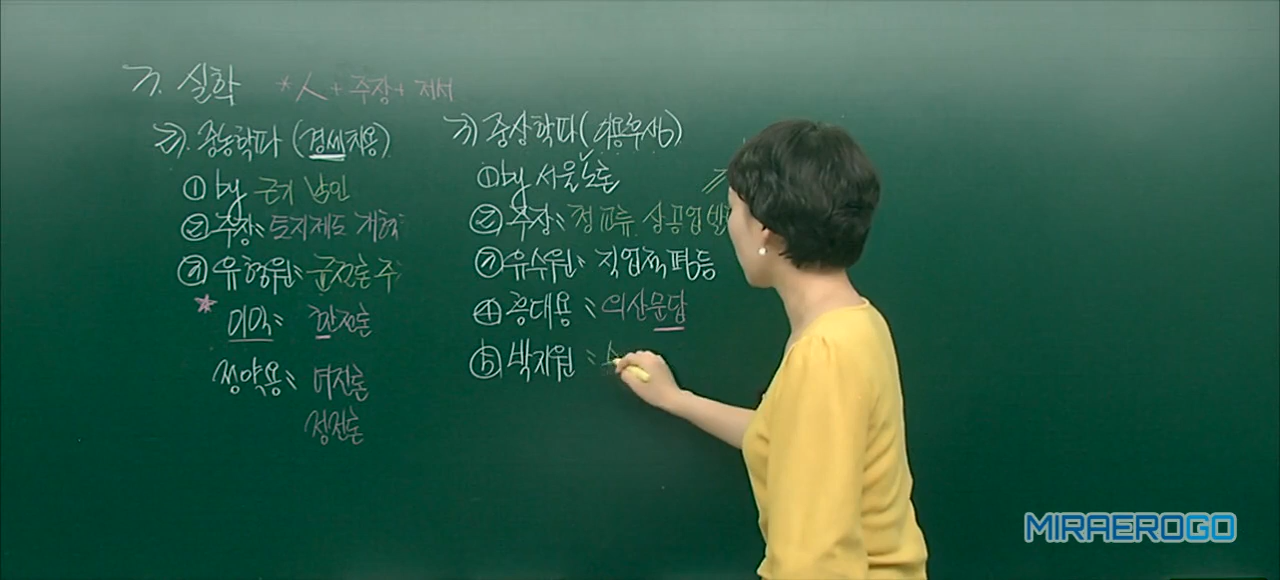 7. 실학 * 人 + 주장 + 저서
2). 중농학파 (경세치용)
① by 근기 남인
② 주장: 토지제도 개혁
③ 유형원: 균전론 주
* 이익: 한전론
정약용: 여전론
정전론
3) 중상학파 (이용후생)
① by 서울 노론
② 주장: 청 교류, 상공업 발
③ 유수원: 직업적 평등
④ 홍대용: 의산문답
⑤ 박지원:
MIRAEROGO